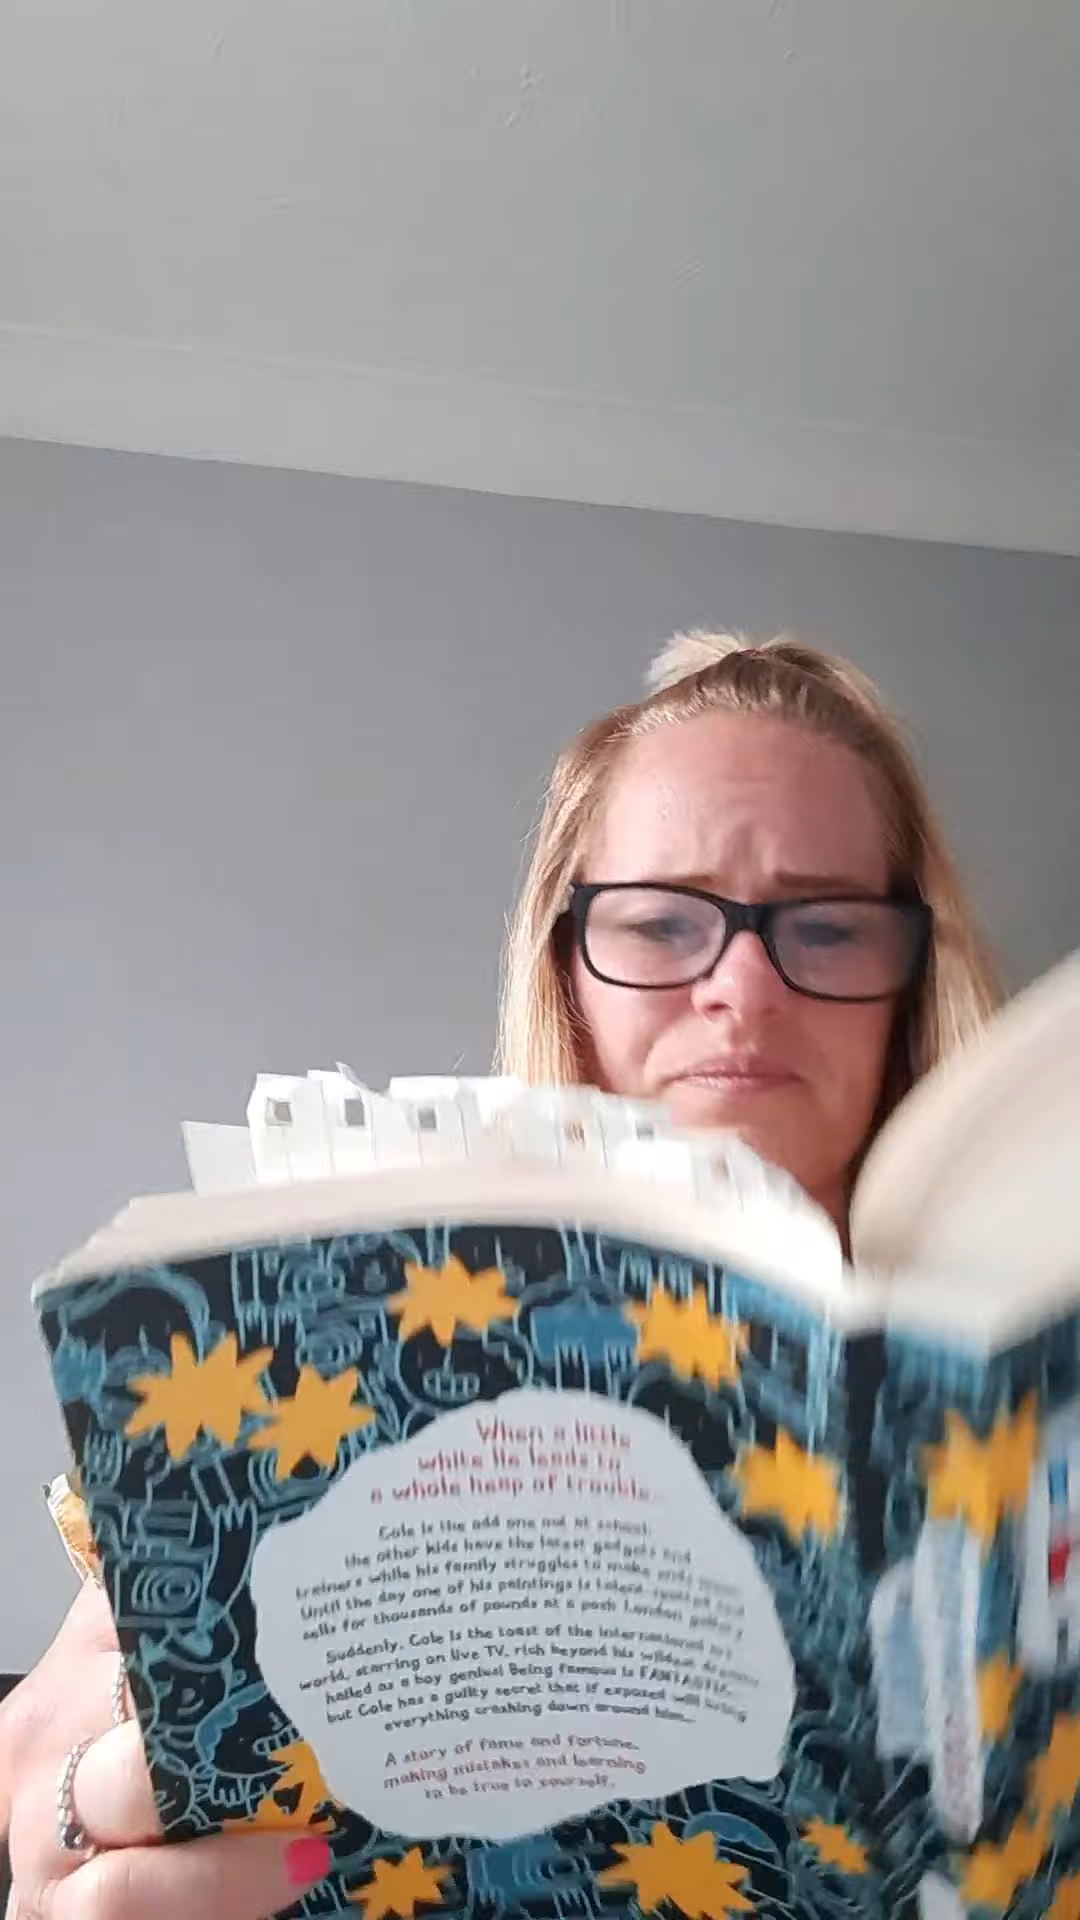 When a little
white lie leads to
a whole heap of trouble...
Cole is the odd one out at school:
the other kids have the latest gadgets and
trainers while his family struggles to make ends meet.
Until the day one of his paintings is talent-spotted and
sells for thousands of pounds at a posh London gallery.
Suddenly, Cole is the toast of the international art
world, starring on live TV, rich beyond his wildest dreams
hailed as a boy genius! Being famous is FANTASTIC,
but Cole has a guilty secret that if exposed will bring
everything crashing down around him...
A story of fame and fortune,
making mistakes and learning
to be true to yourself.